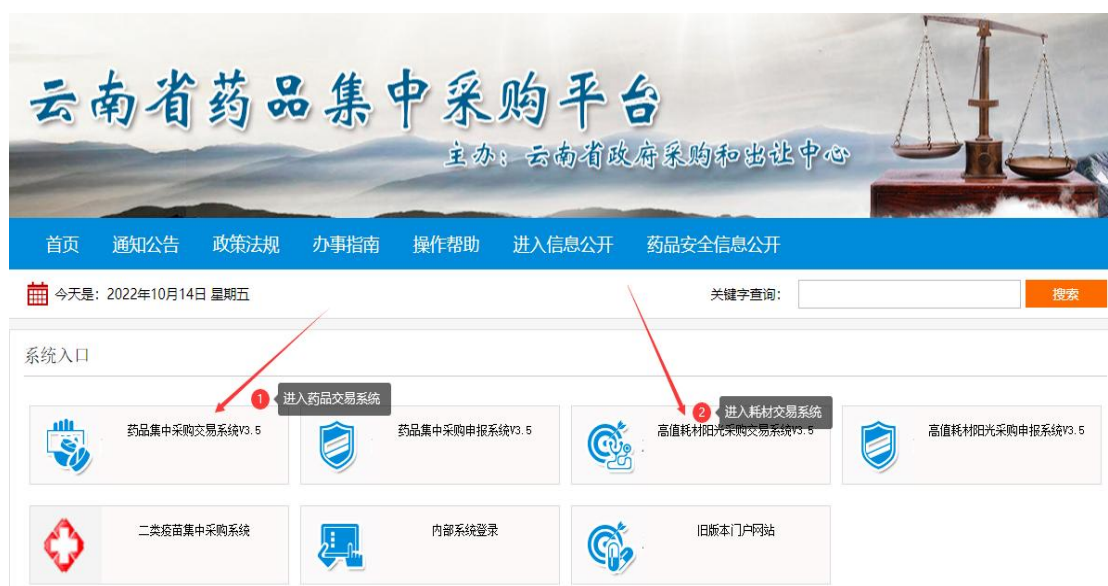 云南省药品集中采购平台
主办：云南省政府采购和出让中心
首页 通知公告 政策法规 办事指南 操作帮助 进入信息公开 药品安全信息公开
今天是：2022年10月14日 星期五 关键字查询： 搜索
系统入口
1 进入药品交易系统 2 进入耗材交易系统
药品集中采购交易系统V3.5 药品集中采购申报系统V3.5 高值耗材阳光采购交易系统V3.5 高值耗材阳光采购申报系统V3.5
二类疫苗集中采购系统 内部系统登录 旧版本门户网站